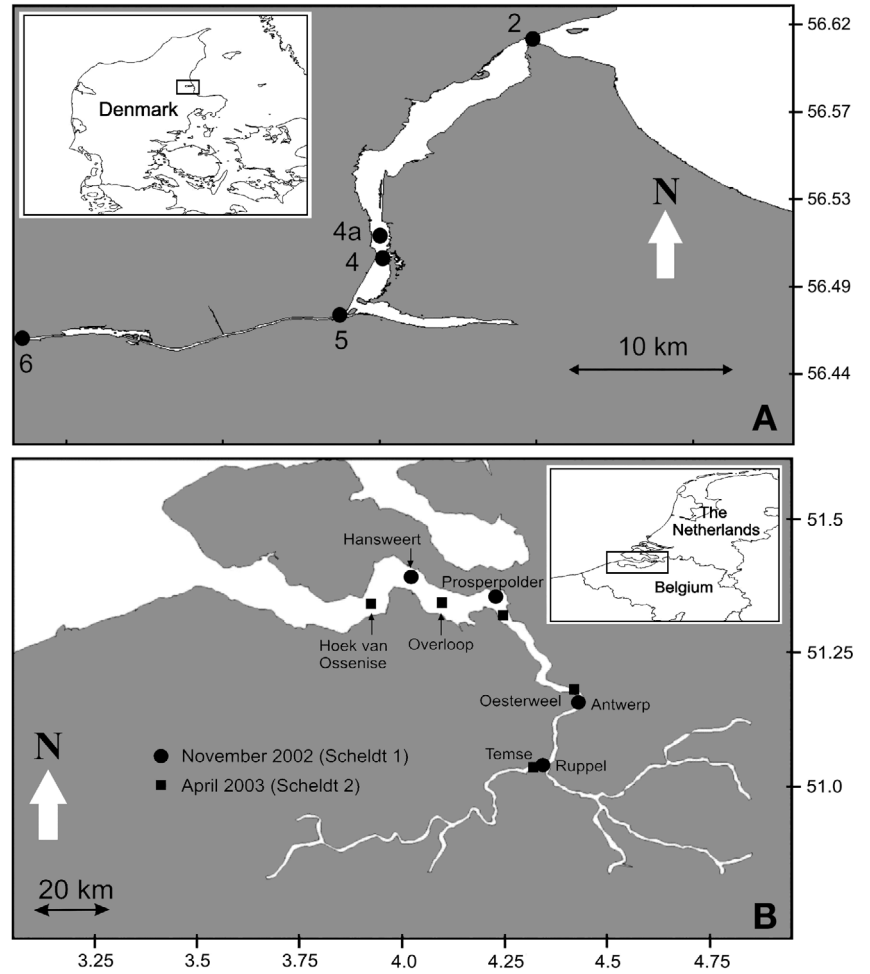 2
56.62
Denmark
56.57
56.53
N
4a
4
56.49
5
10 km
6
56.44
A
51.5
The
Netherlands
Hansweert
Prosperpolder
Belgium
Hoek van
Ossenise
Overloop
51.25
Oesterweel
Antwerp
N
November 2002 (Scheldt 1)
Temse
Ruppel
April 2003 (Scheldt 2)
51.0
20 km
B
3.25
3.5
3.75
4.0
4.25
4.5
4.75